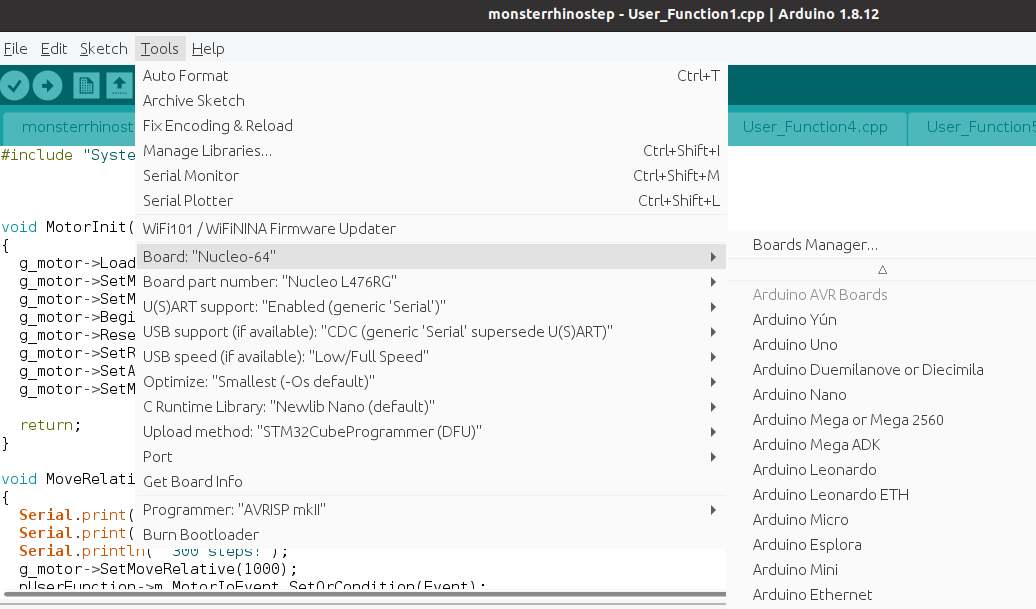 monsterrhinostep - User_Function1.cpp | Arduino 1.8.12
File Edit Sketch Tools Help
Auto Format Ctrl+T
Archive Sketch
Fix Encoding & Reload
Manage Libraries... Ctrl+Shift+I
Serial Monitor Ctrl+Shift+M
Serial Plotter Ctrl+Shift+L
WiFi101 / WiFiNINA Firmware Updater
Board: "Nucleo-64"
Board part number: "Nucleo L476RG"
U(S)ART support: "Enabled (generic 'Serial')"
USB support (if available): "CDC (generic 'Serial' supersede U(S)ART)"
USB speed (if available): "Low/Full Speed"
Optimize: "Smallest (-Os default)"
C Runtime Library: "Newlib Nano (default)"
Upload method: "STM32CubeProgrammer (DFU)"
Port
Get Board Info
Programmer: "AVRISP mkII"
Burn Bootloader
Boards Manager...
Arduino AVR Boards
Arduino Yún
Arduino Uno
Arduino Duemilanove or Diecimila
Arduino Nano
Arduino Mega or Mega 2560
Arduino Mega ADK
Arduino Leonardo
Arduino Leonardo ETH
Arduino Micro
Arduino Esplora
Arduino Mini
Arduino Ethernet
monsterrhinost User_Function4.cpp User_Function5
#include "Syste
void MotorInit(
{
g_motor->Load
g_motor->SetM
g_motor->SetM
g_motor->Begi
g_motor->Rese
g_motor->SetR
g_motor->SetA
g_motor->SetM
return;
}
void MoveRelati
{
Serial.print(
Serial.print(
Serial.println(" 300 steps!");
g_motor->SetMoveRelative(1000);
pUserFunction->m_MotorIoEvent.SetOrCondition(Event);